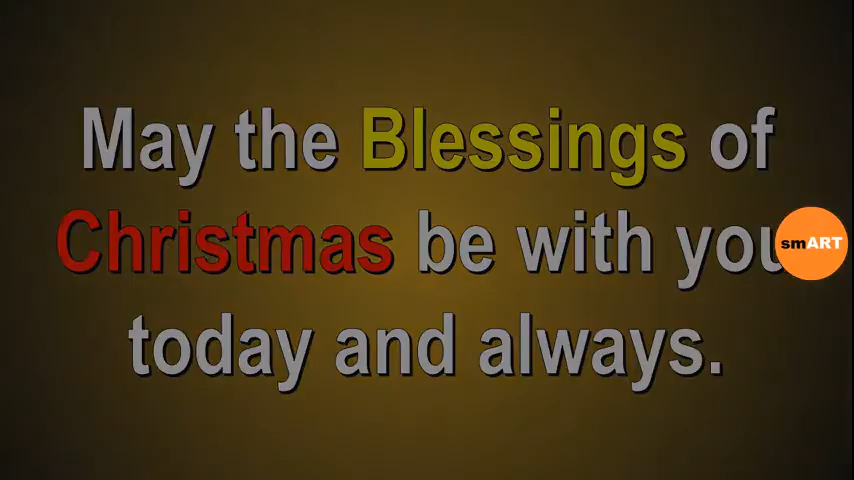 May the Blessings of
Christmas be with you
today and always.
smART